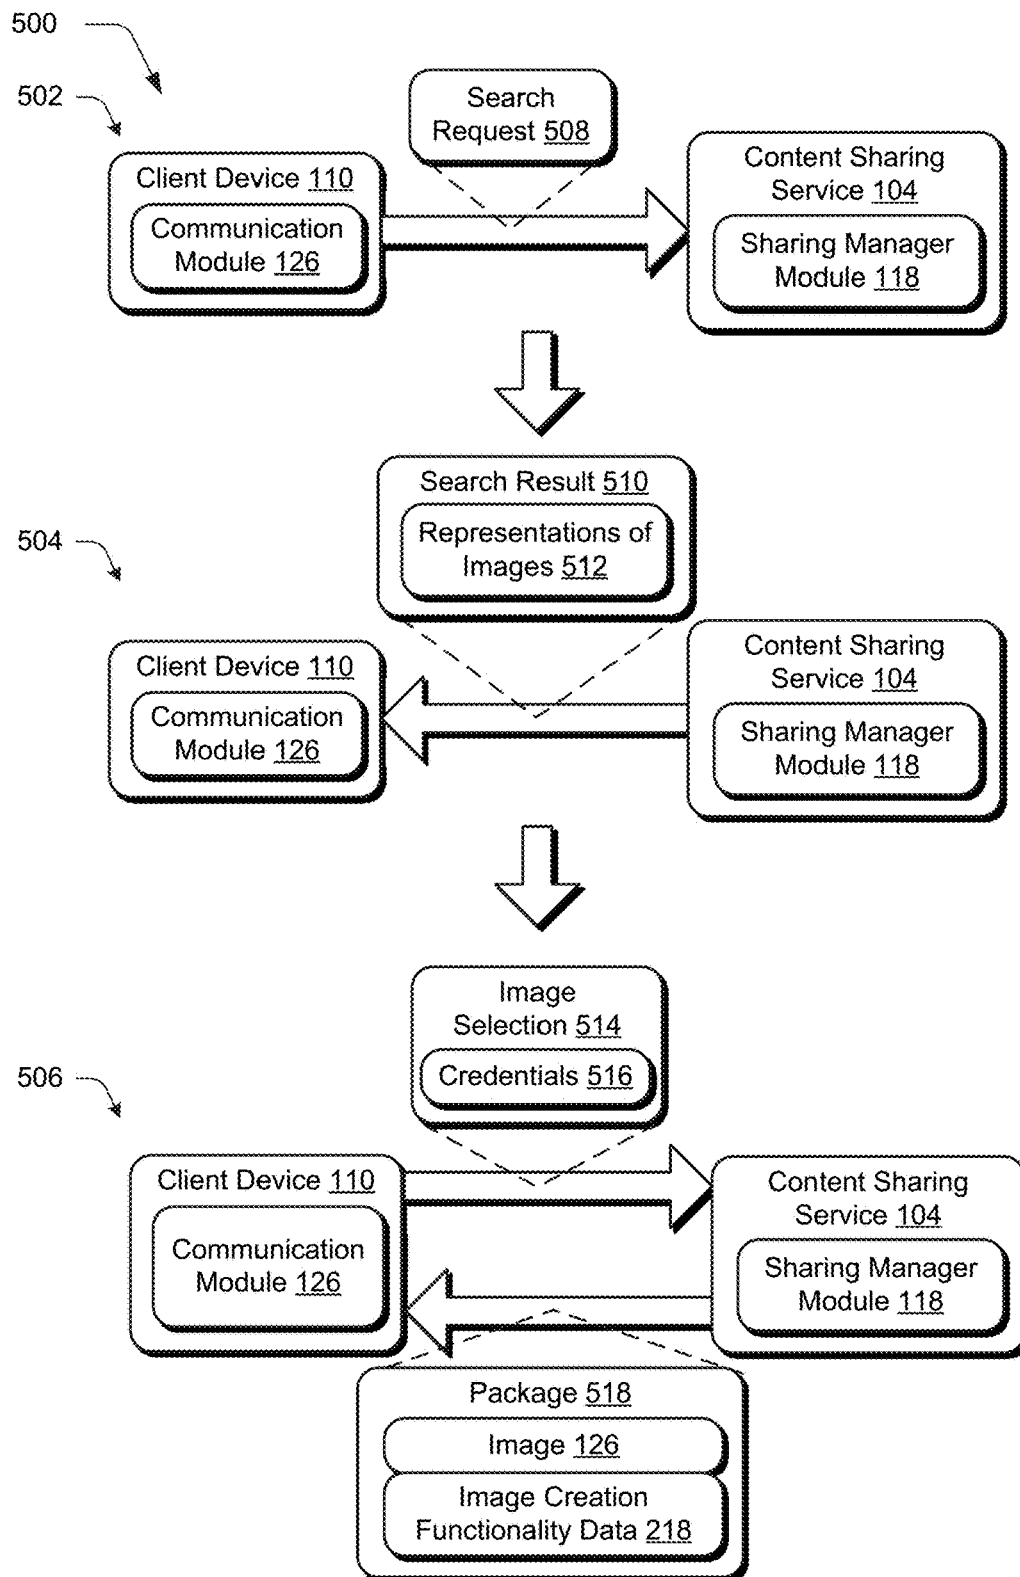 500
502
Search
Request 508
Client Device 110
Communication
Module 126
Content Sharing
Service 104
Sharing Manager
Module 118
Search Result 510
Representations of
Images 512
504
Client Device 110
Communication
Module 126
Content Sharing
Service 104
Sharing Manager
Module 118
Image
Selection 514
Credentials 516
506
Client Device 110
Communication
Module 126
Content Sharing
Service 104
Sharing Manager
Module 118
Package 518
Image 126
Image Creation
Functionality Data 218